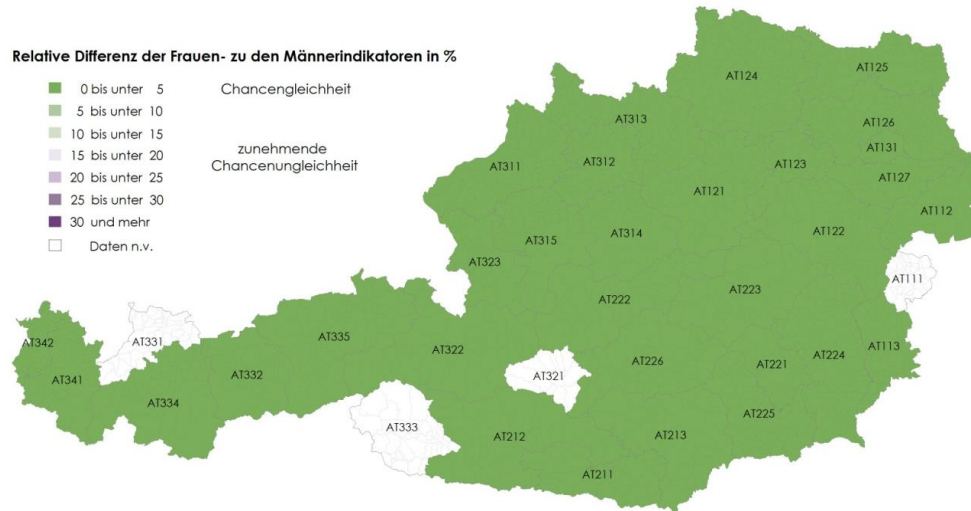 Relative Differenz der Frauen- zu den Männerindikatoren in %
0 bis unter 5 Chancengleichheit
5 bis unter 10
10 bis unter 15
zunehmende
15 bis unter 20
Chancenungleichheit
20 bis unter 25
25 bis unter 30
30 und mehr
Daten n.v.
AT124
AT125
AT313
AT126
AT131
AT311
AT312
AT123
AT127
AT121
AT112
AT315
AT314
AT122
AT323
AT111
AT223
AT222
AT342
AT331
AT335
AT322
AT113
AT341
AT332
AT321
AT226
AT221
AT224
AT334
AT333
AT225
AT212
AT213
AT211